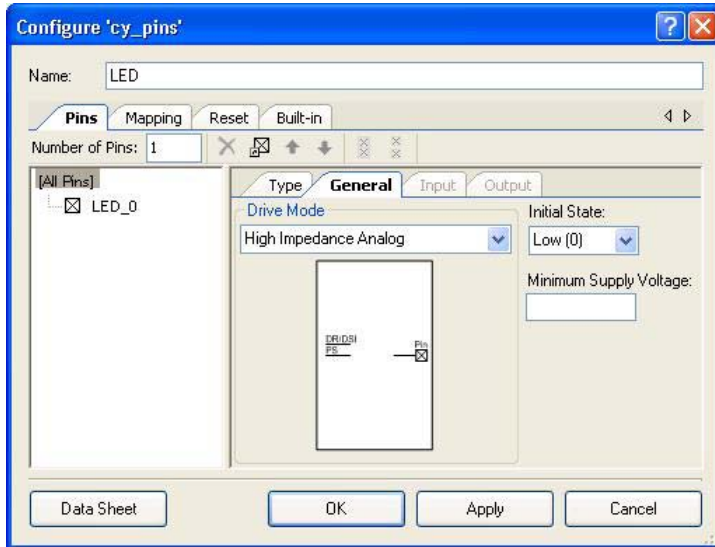 Configure 'cy_pins'
Name: LED
Pins Mapping Reset Built-in
Number of Pins: 1
[All Pins]
LED_0
Type General Input Output
Drive Mode
High Impedance Analog
Initial State:
Low (0)
Minimum Supply Voltage:
DR/DSI
PS
Pin
Data Sheet OK Apply Cancel